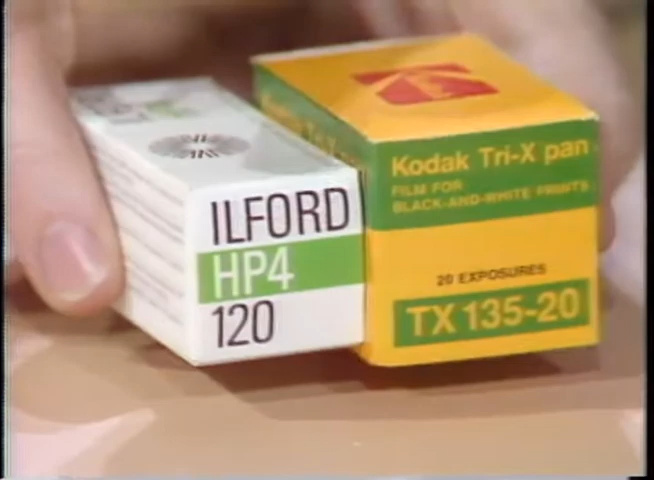 ILFORD
HP4
120
Kodak Tri-X pan
FILM FOR
BLACK-AND-WHITE PRINTS
20 EXPOSURES
TX 135-20